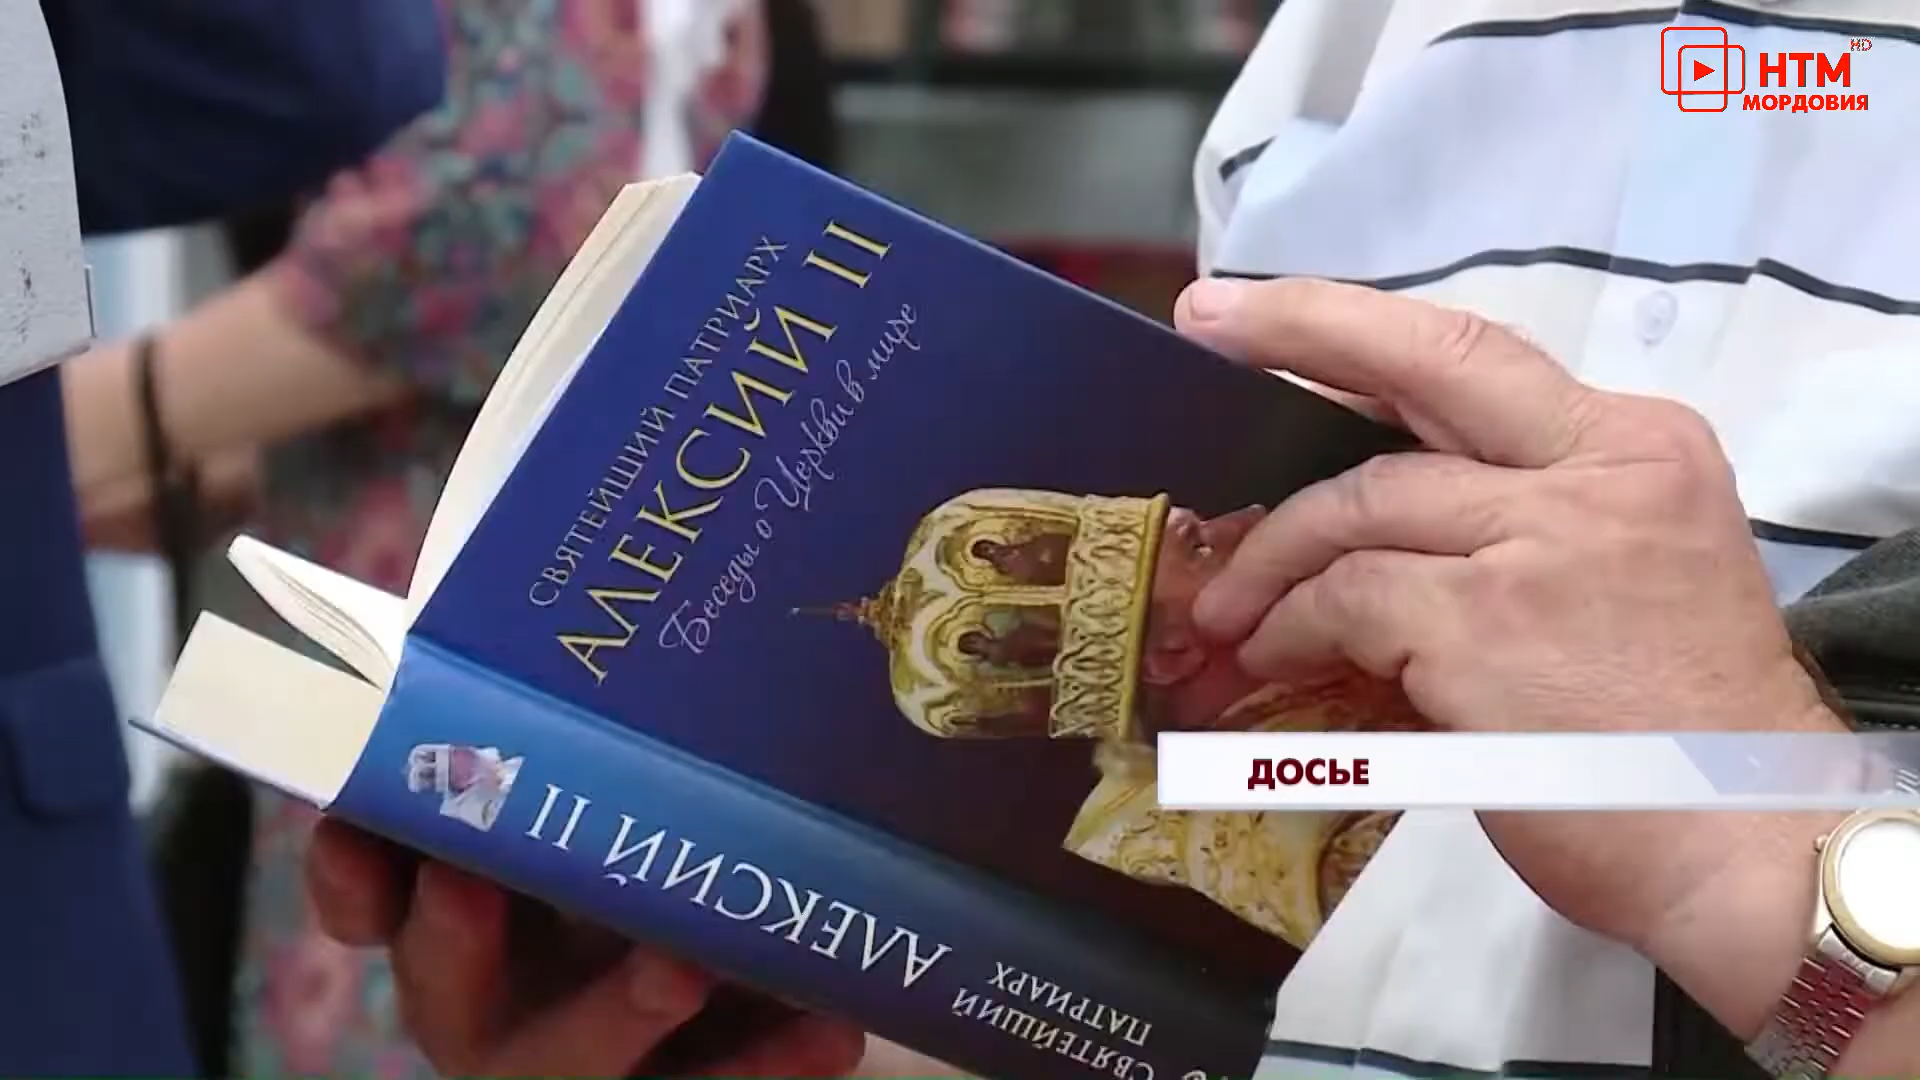 НТМ HD
МОРДОВИЯ
СВЯТЕЙШИЙ ПАТРИАРХ
АЛЕКСИЙ II
Беседы о Церкви в мире
СВЯТЕЙШИЙ
ПАТРИАРХ
АЛЕКСИЙ II
ДОСЬЕ